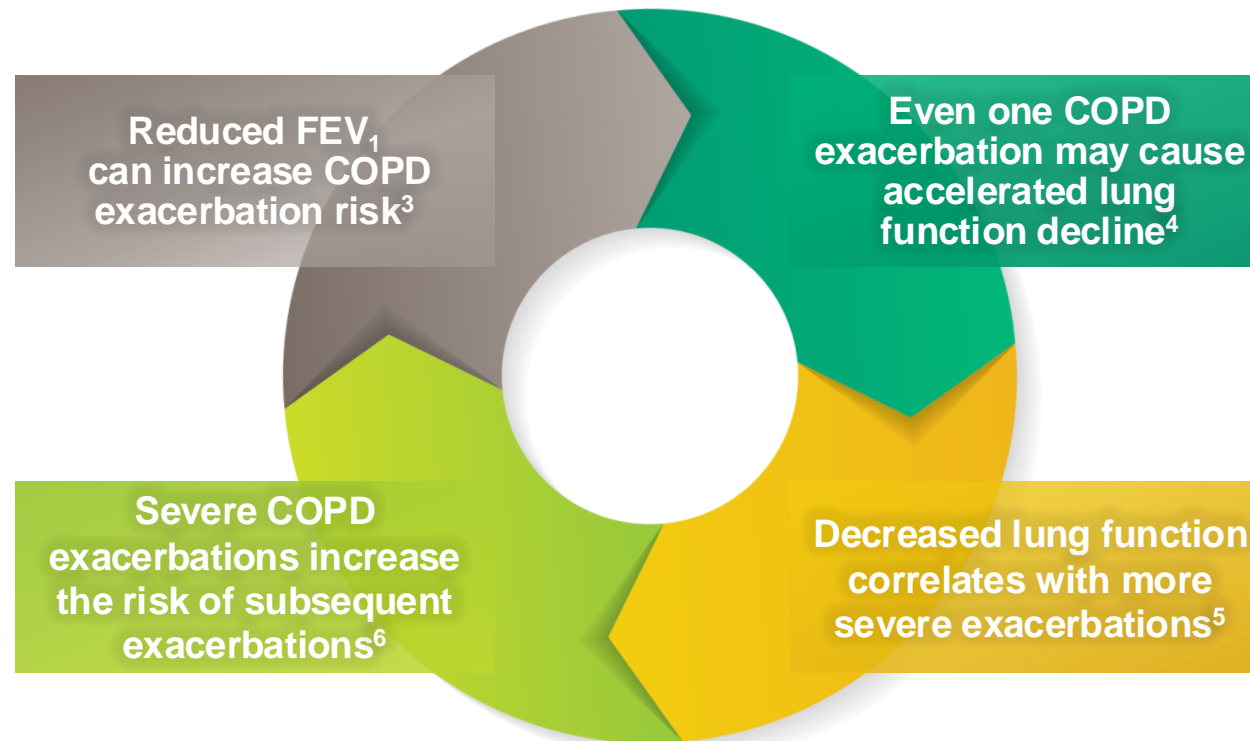 Reduced FEV₁
can increase COPD
exacerbation risk³
Even one COPD
exacerbation may cause
accelerated lung
function decline⁴
Severe COPD
exacerbations increase
the risk of subsequent
exacerbations⁶
Decreased lung function
correlates with more
severe exacerbations⁵